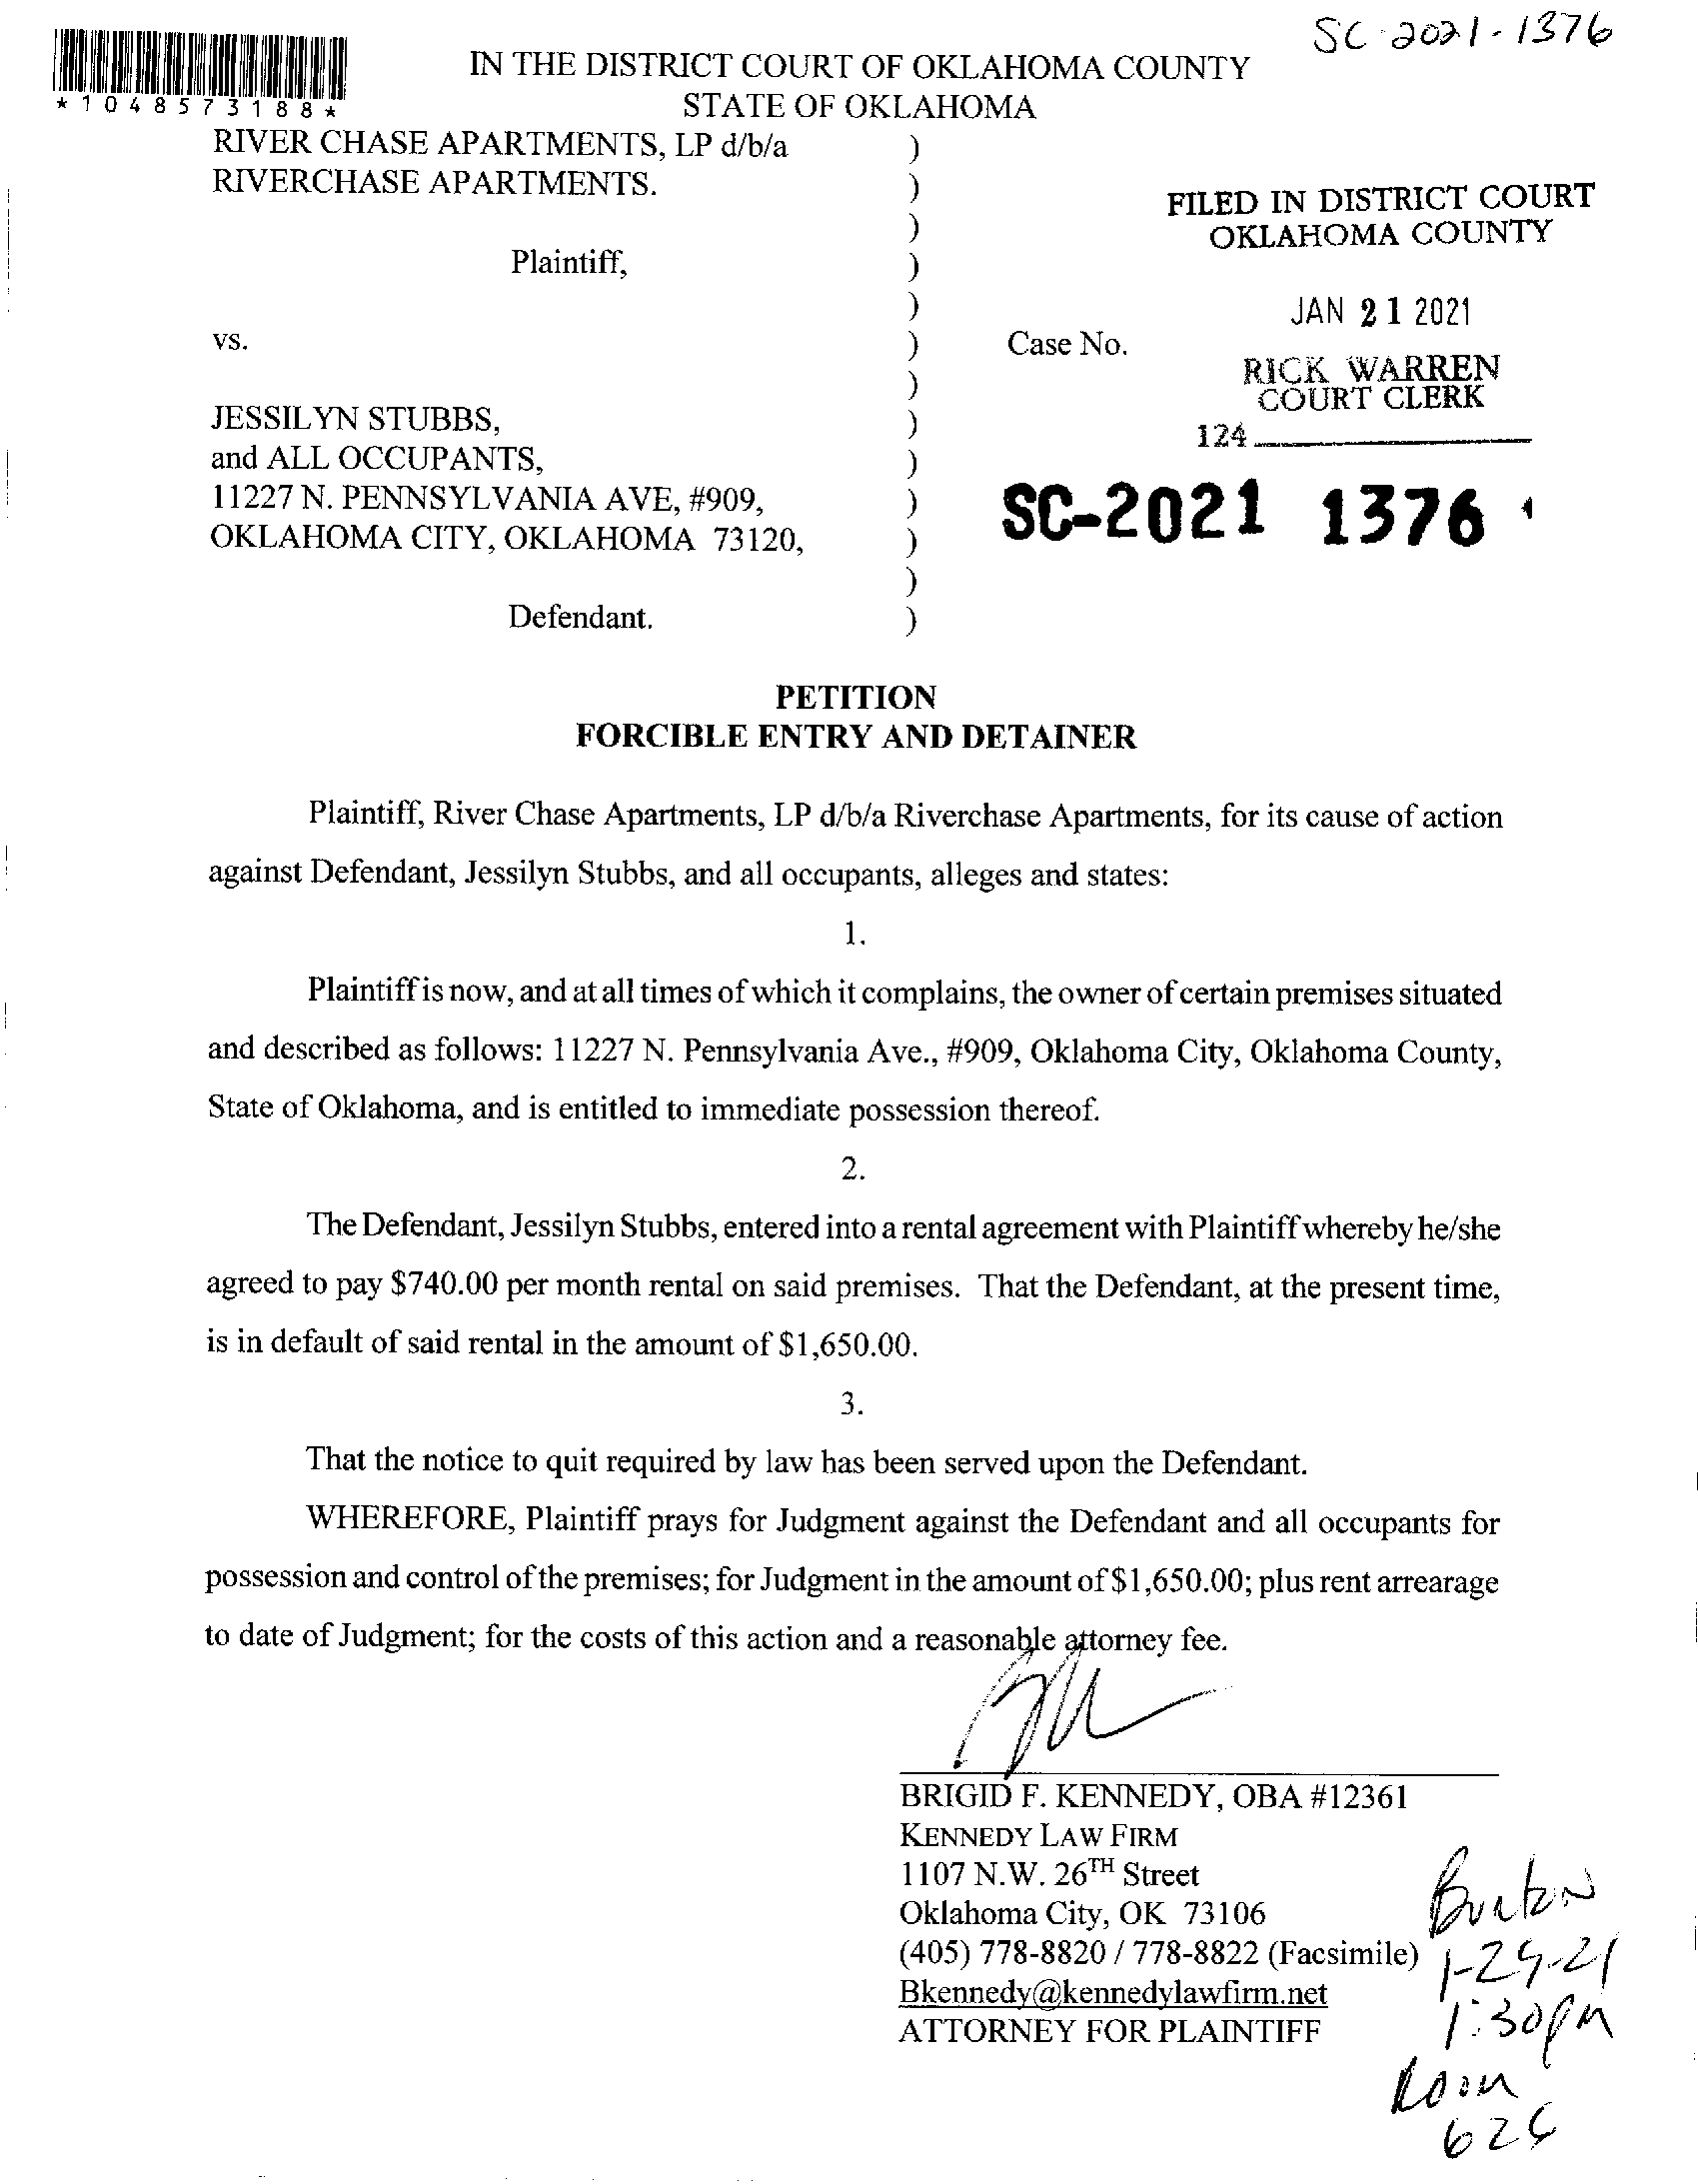 SC-2021-1376
*1048573188*
IN THE DISTRICT COURT OF OKLAHOMA COUNTY
STATE OF OKLAHOMA
RIVER CHASE APARTMENTS, LP d/b/a )
RIVERCHASE APARTMENTS. )
)
Plaintiff, )
)
vs. ) Case No.
)
JESSILYN STUBBS, )
and ALL OCCUPANTS, )
11227 N. PENNSYLVANIA AVE, #909, )
OKLAHOMA CITY, OKLAHOMA 73120, )
)
Defendant. )
FILED IN DISTRICT COURT
OKLAHOMA COUNTY
JAN 21 2021
RICK WARREN
COURT CLERK
124
SC-2021 1376
PETITION
FORCIBLE ENTRY AND DETAINER
Plaintiff, River Chase Apartments, LP d/b/a Riverchase Apartments, for its cause of action
against Defendant, Jessilyn Stubbs, and all occupants, alleges and states:
1.
Plaintiff is now, and at all times of which it complains, the owner of certain premises situated
and described as follows: 11227 N. Pennsylvania Ave., #909, Oklahoma City, Oklahoma County,
State of Oklahoma, and is entitled to immediate possession thereof.
2.
The Defendant, Jessilyn Stubbs, entered into a rental agreement with Plaintiff whereby he/she
agreed to pay $740.00 per month rental on said premises. That the Defendant, at the present time,
is in default of said rental in the amount of $1,650.00.
3.
That the notice to quit required by law has been served upon the Defendant.
WHEREFORE, Plaintiff prays for Judgment against the Defendant and all occupants for
possession and control of the premises; for Judgment in the amount of $1,650.00; plus rent arrearage
to date of Judgment; for the costs of this action and a reasonable attorney fee.
BRIGID F. KENNEDY, OBA #12361
KENNEDY LAW FIRM
1107 N.W. 26TH Street
Oklahoma City, OK 73106
(405) 778-8820 / 778-8822 (Facsimile)
Bkennedy@kennedylawfirm.net
ATTORNEY FOR PLAINTIFF
1:30pm
Room